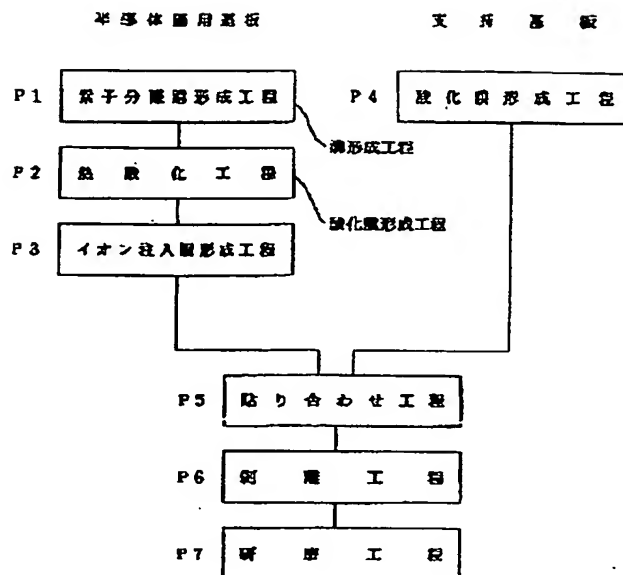 半導体層用基板
支持基板
P1 素子分離溝形成工程
P4 酸化膜形成工程
溝形成工程
P2 熱酸化工程
酸化膜形成工程
P3 イオン注入層形成工程
P5 貼り合わせ工程
P6 剥離工程
P7 研磨工程